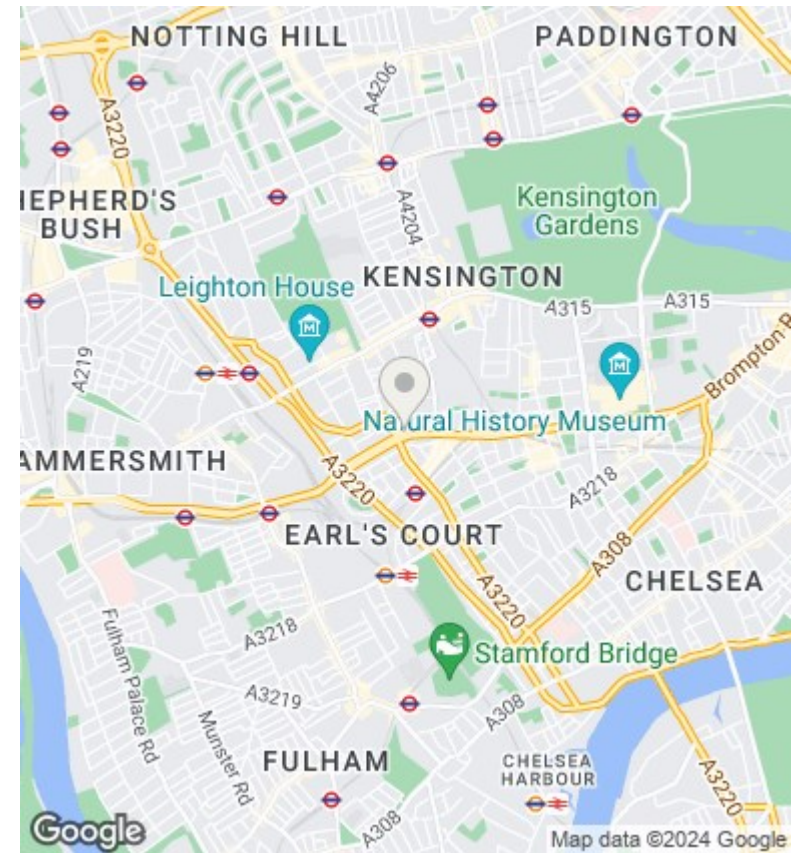 NOTTING HILL
PADDINGTON
A3220
A4206
HEPHERD'S
BUSH
A4204
Kensington
Gardens
KENSINGTON
Leighton House
A315
A315
A219
Brompton R
Natural History Museum
AMMERSMITH
A3220
A3218
EARL'S COURT
A308
CHELSEA
A3220
A3218
Stamford Bridge
Fulham Palace Rd
A3219
Munster Rd
A308
FULHAM
CHELSEA
HARBOUR
A3220
A308
Google
Map data ©2024 Google